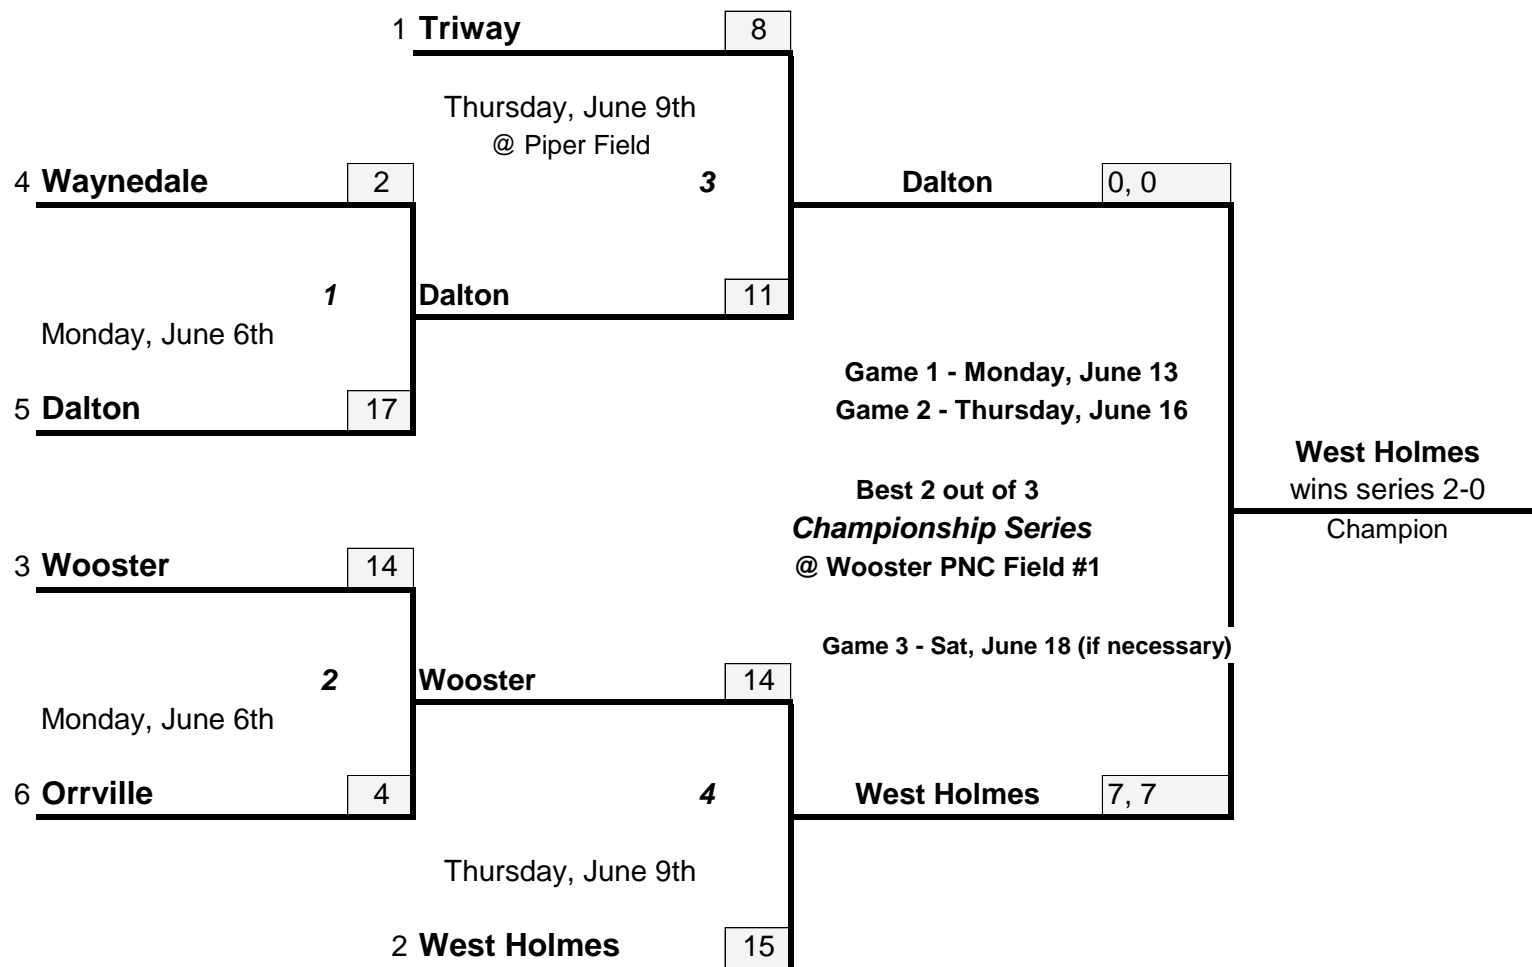 1 Triway 8
Thursday, June 9th
@ Piper Field
4 Waynedale 2
3
Dalton 0, 0
1
Dalton 11
Monday, June 6th
Game 1 - Monday, June 13
Game 2 - Thursday, June 16
5 Dalton 17
West Holmes
wins series 2-0
Champion
Best 2 out of 3
Championship Series
@ Wooster PNC Field #1
3 Wooster 14
Game 3 - Sat, June 18 (if necessary)
2
Wooster 14
Monday, June 6th
6 Orrville 4
4
West Holmes 7, 7
Thursday, June 9th
2 West Holmes 15